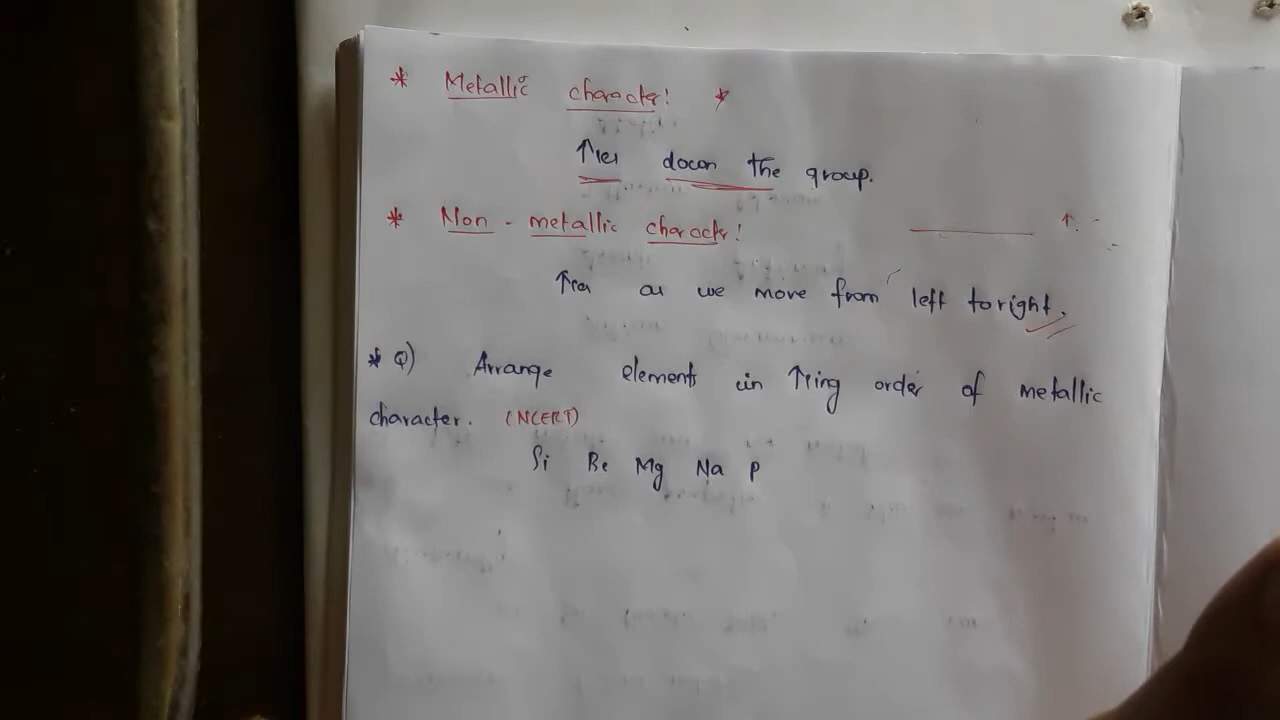 * Metallic character: *
↑ses down the group.
* Non - metallic character:
↑ses as we move from left to right.
* Q) Arrange elements in ↑sing order of metallic
character. (NCERT)
Si Be Mg Na P